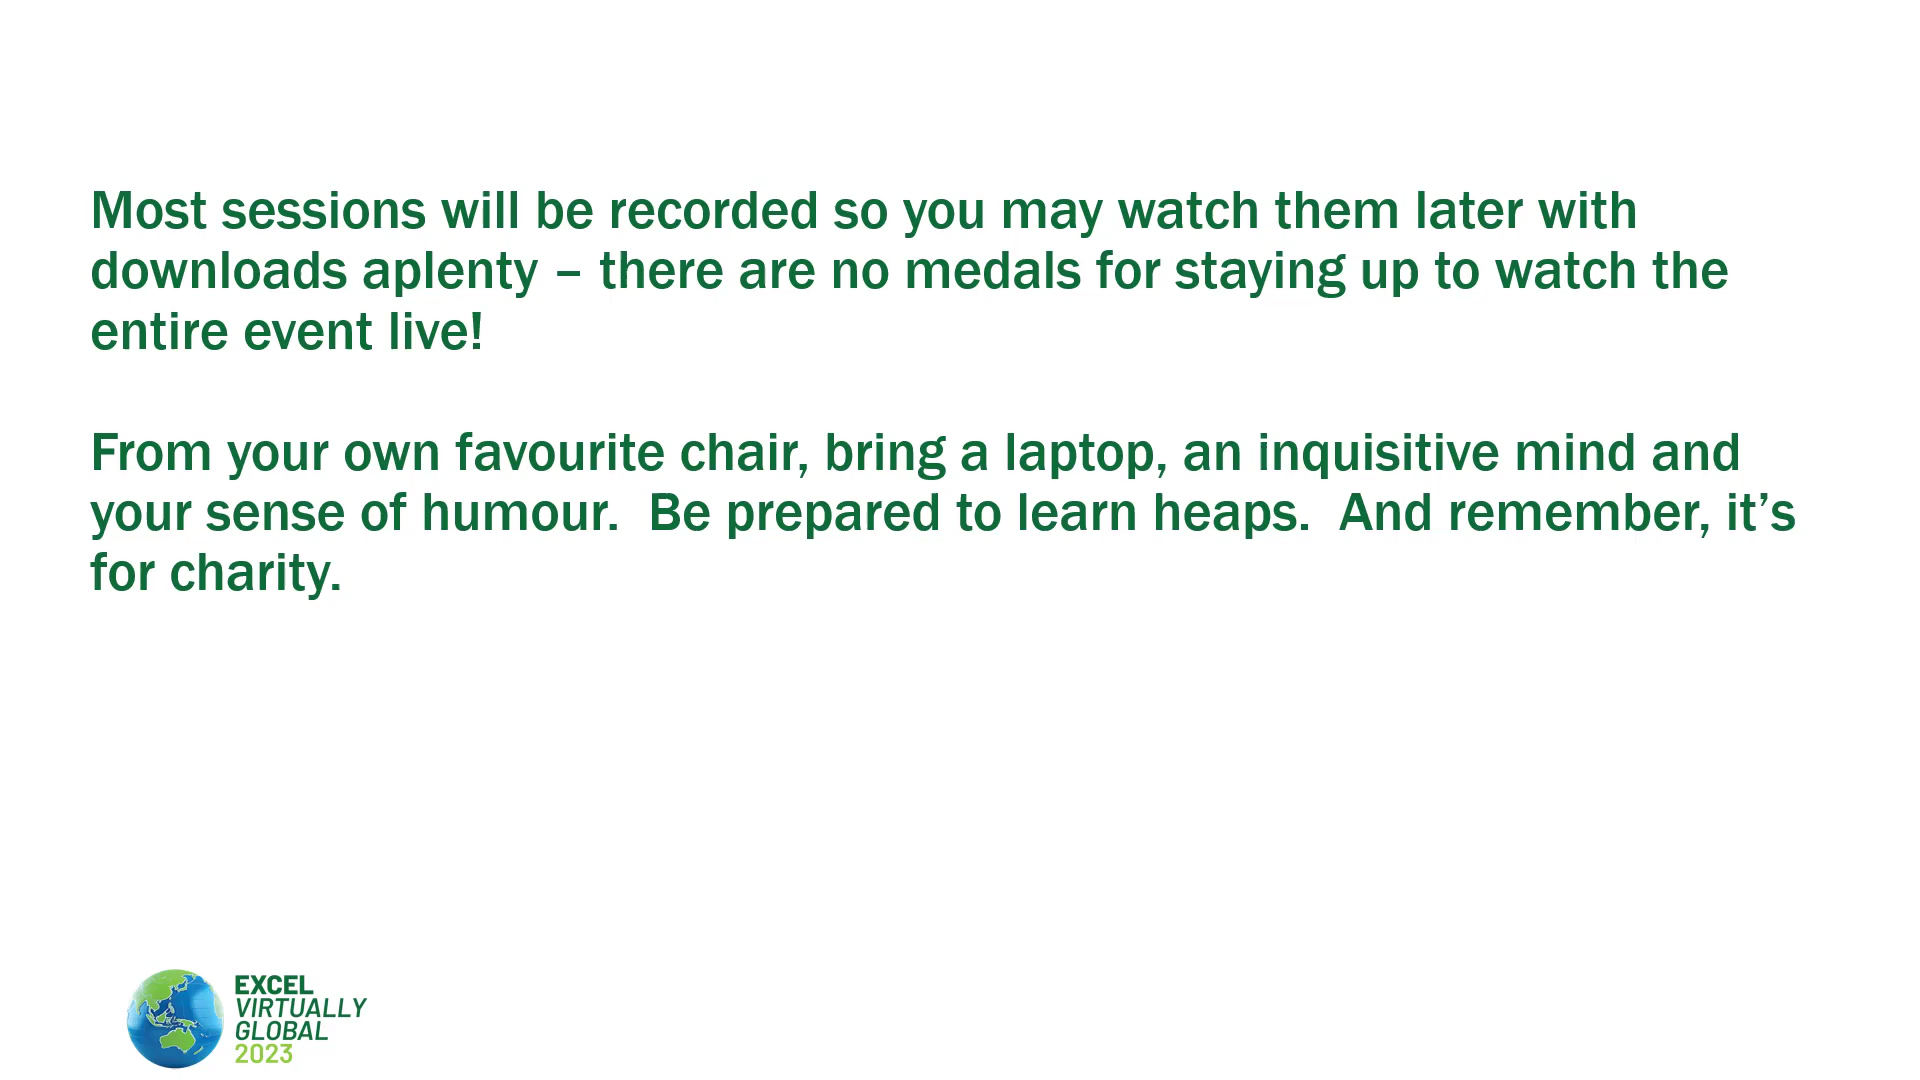 Most sessions will be recorded so you may watch them later with
downloads aplenty – there are no medals for staying up to watch the
entire event live!
From your own favourite chair, bring a laptop, an inquisitive mind and
your sense of humour.  Be prepared to learn heaps.  And remember, it’s
for charity.
EXCEL
VIRTUALLY
GLOBAL
2023